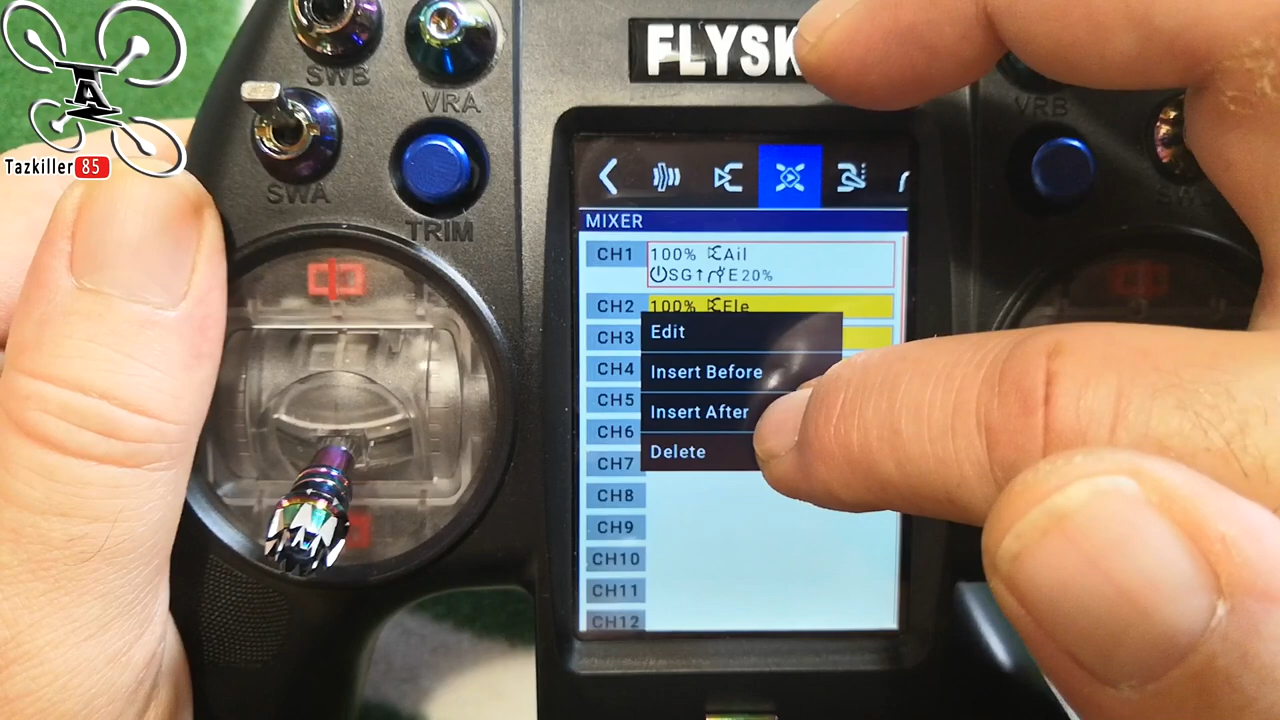 Tazkiller 85
A
SWB
VRA
SWA
TRIM
FLYSK
VRB
MIXER
CH1 100% Ail
SG↑ E20%
CH2 100% Ele
CH3
CH4
CH5
CH6
CH7
CH8
CH9
CH10
CH11
CH12
Edit
Insert Before
Insert After
Delete